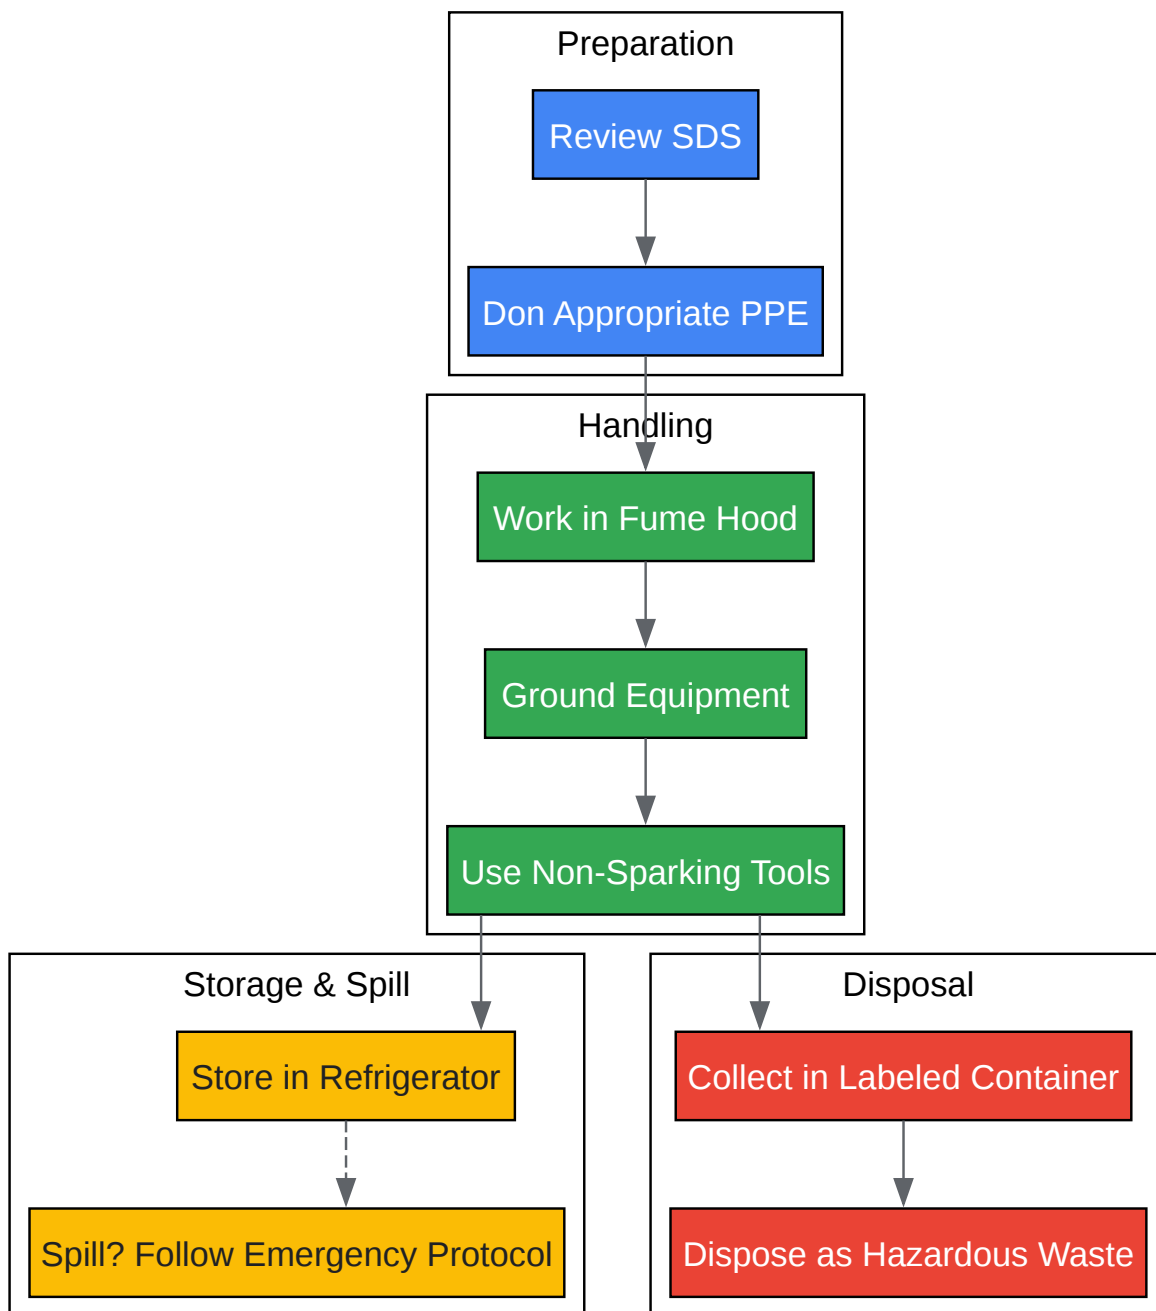 Preparation
Review SDS
Don Appropriate PPE
Handling
Work in Fume Hood
Ground Equipment
Use Non-Sparking Tools
Storage & Spill
Store in Refrigerator
Spill? Follow Emergency Protocol
Disposal
Collect in Labeled Container
Dispose as Hazardous Waste